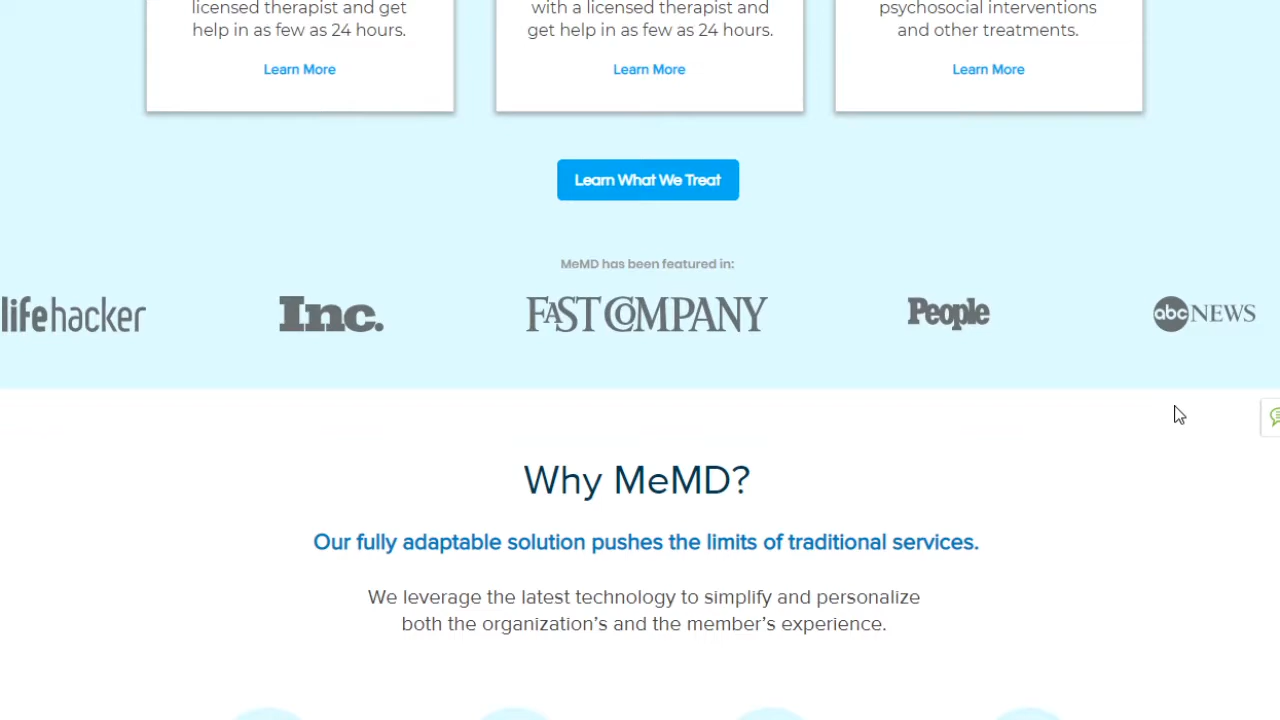 licensed therapist and get
help in as few as 24 hours.
Learn More
with a licensed therapist and
get help in as few as 24 hours.
Learn More
psychosocial interventions
and other treatments.
Learn More
Learn What We Treat
MeMD has been featured in:
lifehacker
Inc.
FAST COMPANY
People
abc NEWS
Why MeMD?
Our fully adaptable solution pushes the limits of traditional services.
We leverage the latest technology to simplify and personalize
both the organization’s and the member’s experience.